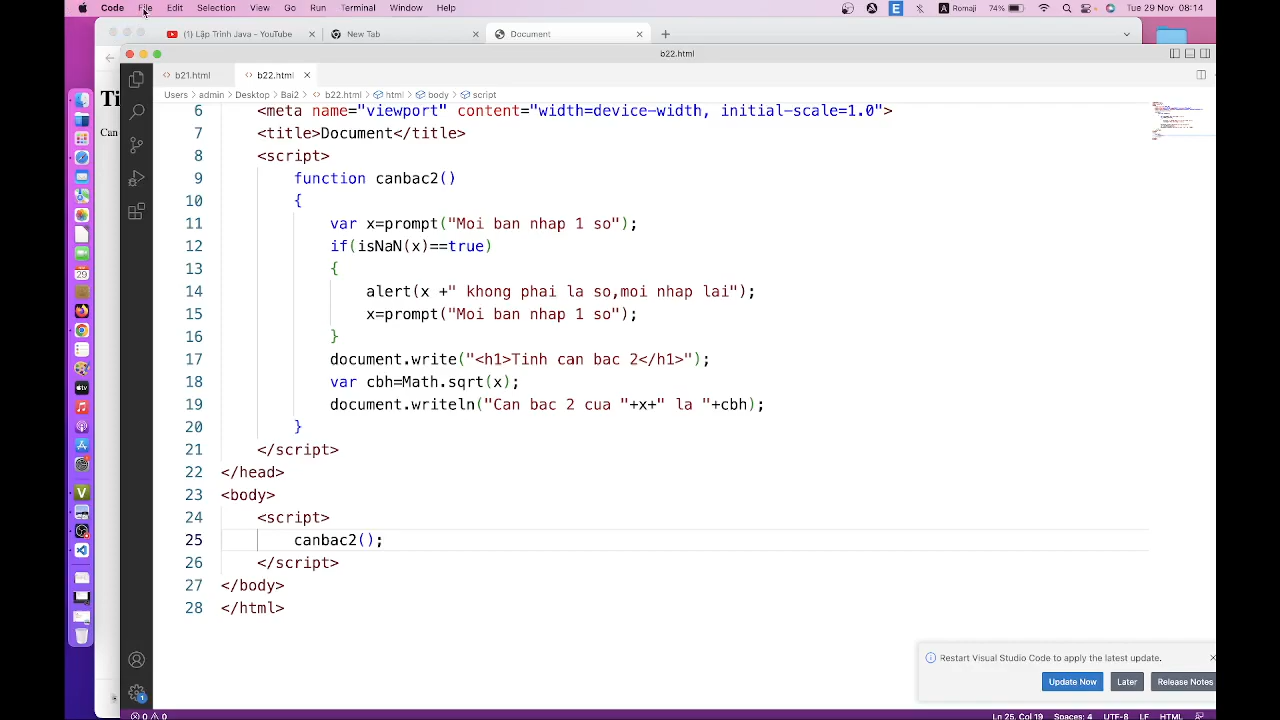 Code File Edit Selection View Go Run Terminal Window Help E A Romaji 74% Tue 29 Nov 08:14
(1) Lập Trình Java - YouTube × New Tab × Document × +
b22.html
b21.html b22.html ×
Users > admin > Desktop > Bai2 > b22.html > html > body > script
Ti
Can
6 <meta name="viewport" content="width=device-width, initial-scale=1.0">
7 <title>Document</title>
8 <script>
9 function canbac2()
10 {
11 var x=prompt("Moi ban nhap 1 so");
12 if(isNaN(x)==true)
13 {
14 alert(x +" khong phai la so,moi nhap lai");
15 x=prompt("Moi ban nhap 1 so");
16 }
17 document.write("<h1>Tinh can bac 2</h1>");
18 var cbh=Math.sqrt(x);
19 document.writeln("Can bac 2 cua "+x+" la "+cbh);
20 }
21 </script>
22 </head>
23 <body>
24 <script>
25 canbac2();
26 </script>
27 </body>
28 </html>
Restart Visual Studio Code to apply the latest update.
Update Now Later Release Notes
0 0 Ln 25, Col 19 Spaces: 4 UTF-8 LF HTML